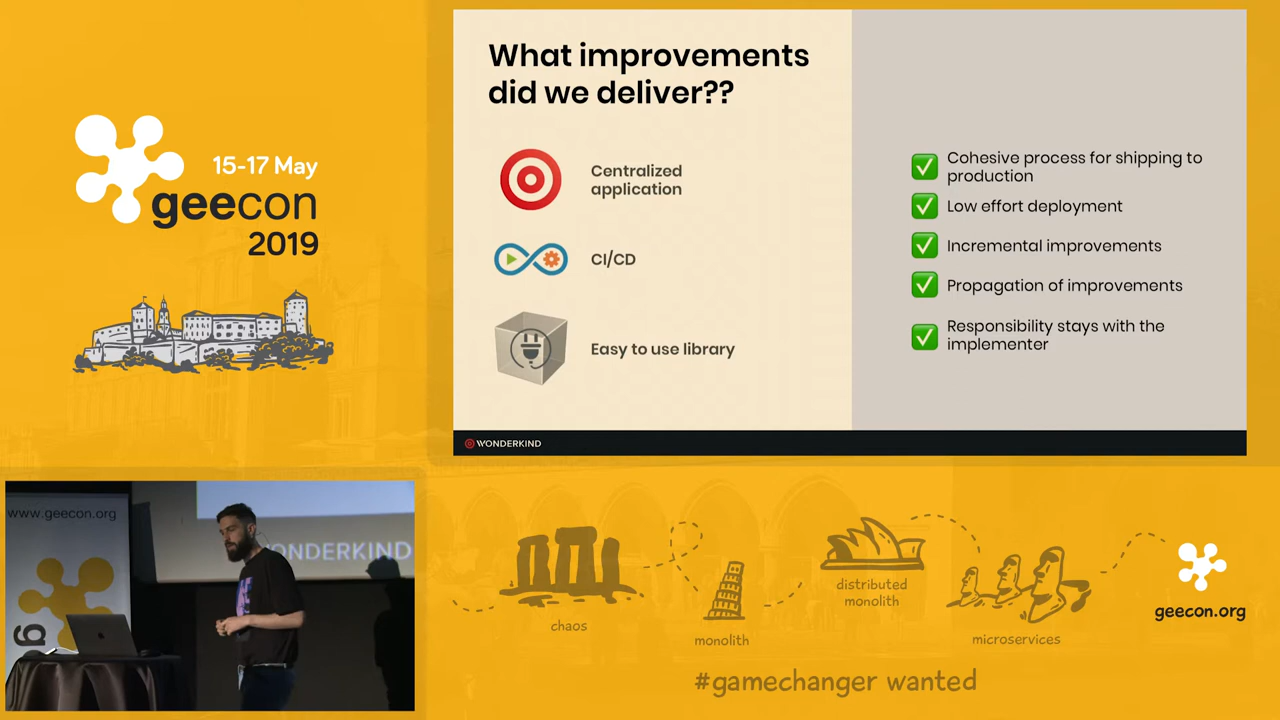 15-17 May
geecon
2019
What improvements
did we deliver??
Centralized
application
CI/CD
Easy to use library
Cohesive process for shipping to
production
Low effort deployment
Incremental improvements
Propagation of improvements
Responsibility stays with the
implementer
WONDERKIND
www.geecon.org
WONDERKIND
g
chaos
monolith
distributed
monolith
microservices
geecon.org
#gamechanger wanted